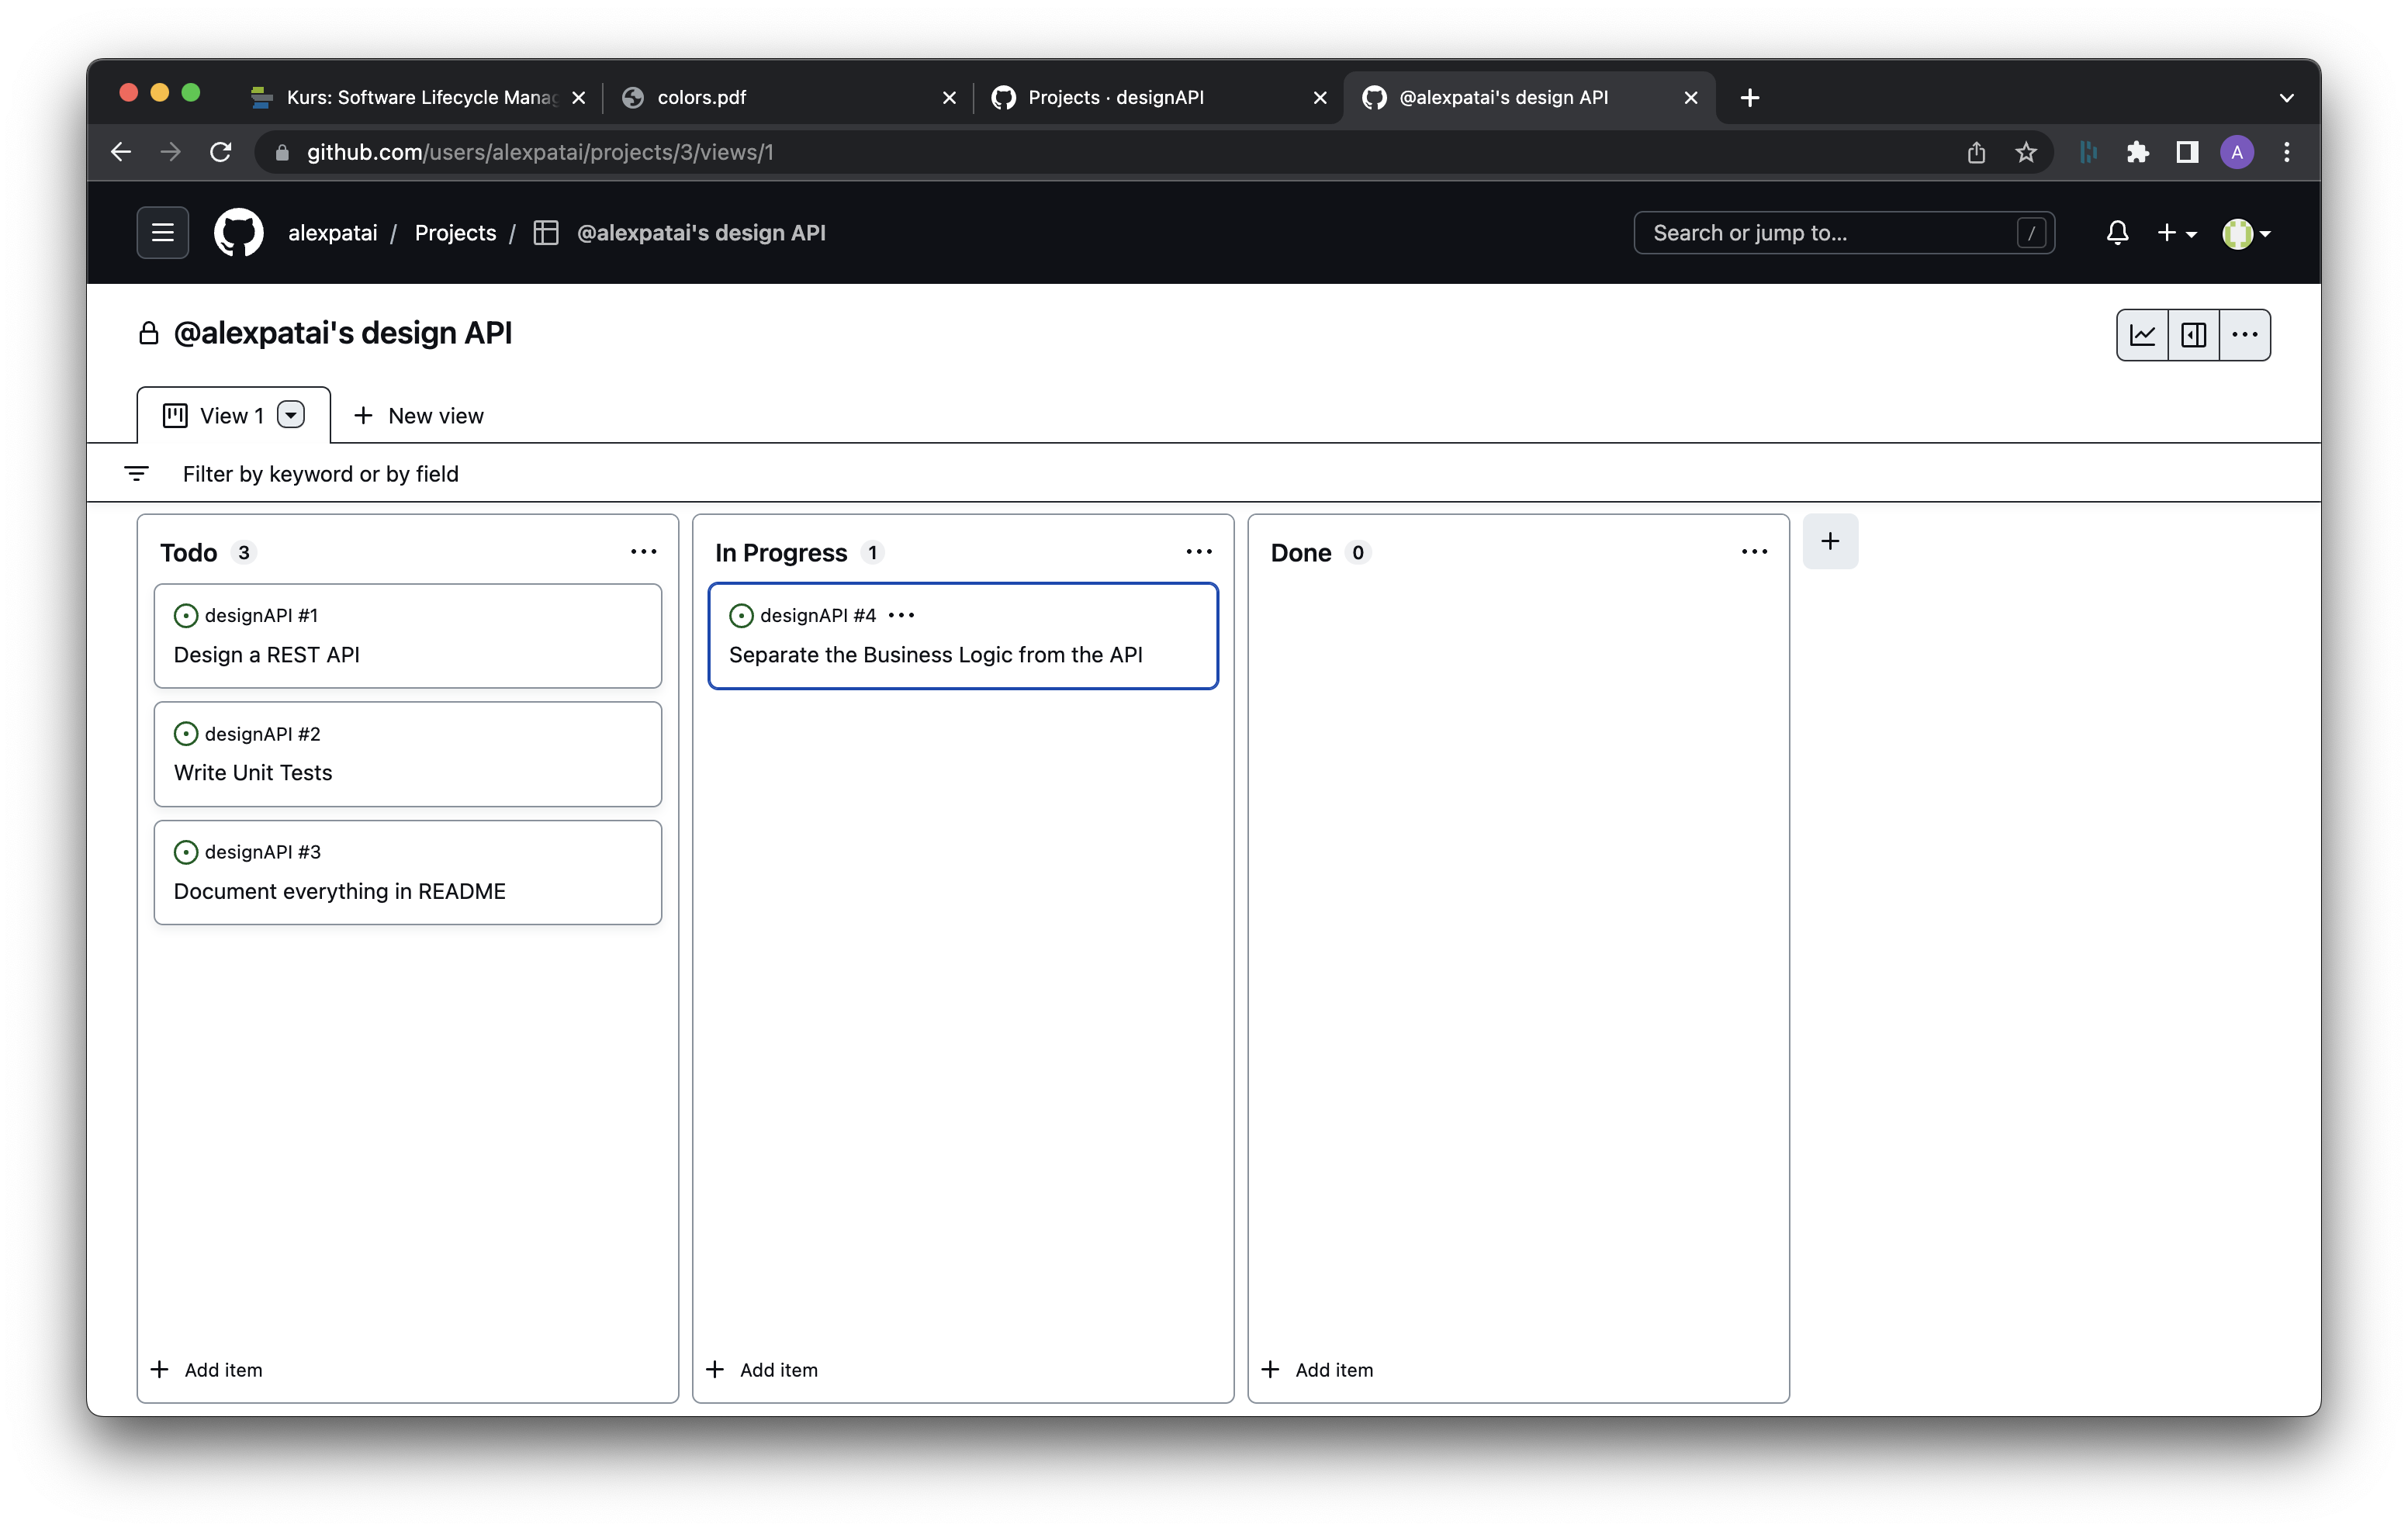 Kurs: Software Lifecycle Manag
colors.pdf
Projects · designAPI
@alexpatai's design API
github.com/users/alexpatai/projects/3/views/1
A
alexpatai / Projects / @alexpatai's design API
Search or jump to... /
@alexpatai's design API
View 1
New view
Filter by keyword or by field
Todo 3
designAPI #1
Design a REST API
designAPI #2
Write Unit Tests
designAPI #3
Document everything in README
Add item
In Progress 1
designAPI #4
Separate the Business Logic from the API
Add item
Done 0
Add item